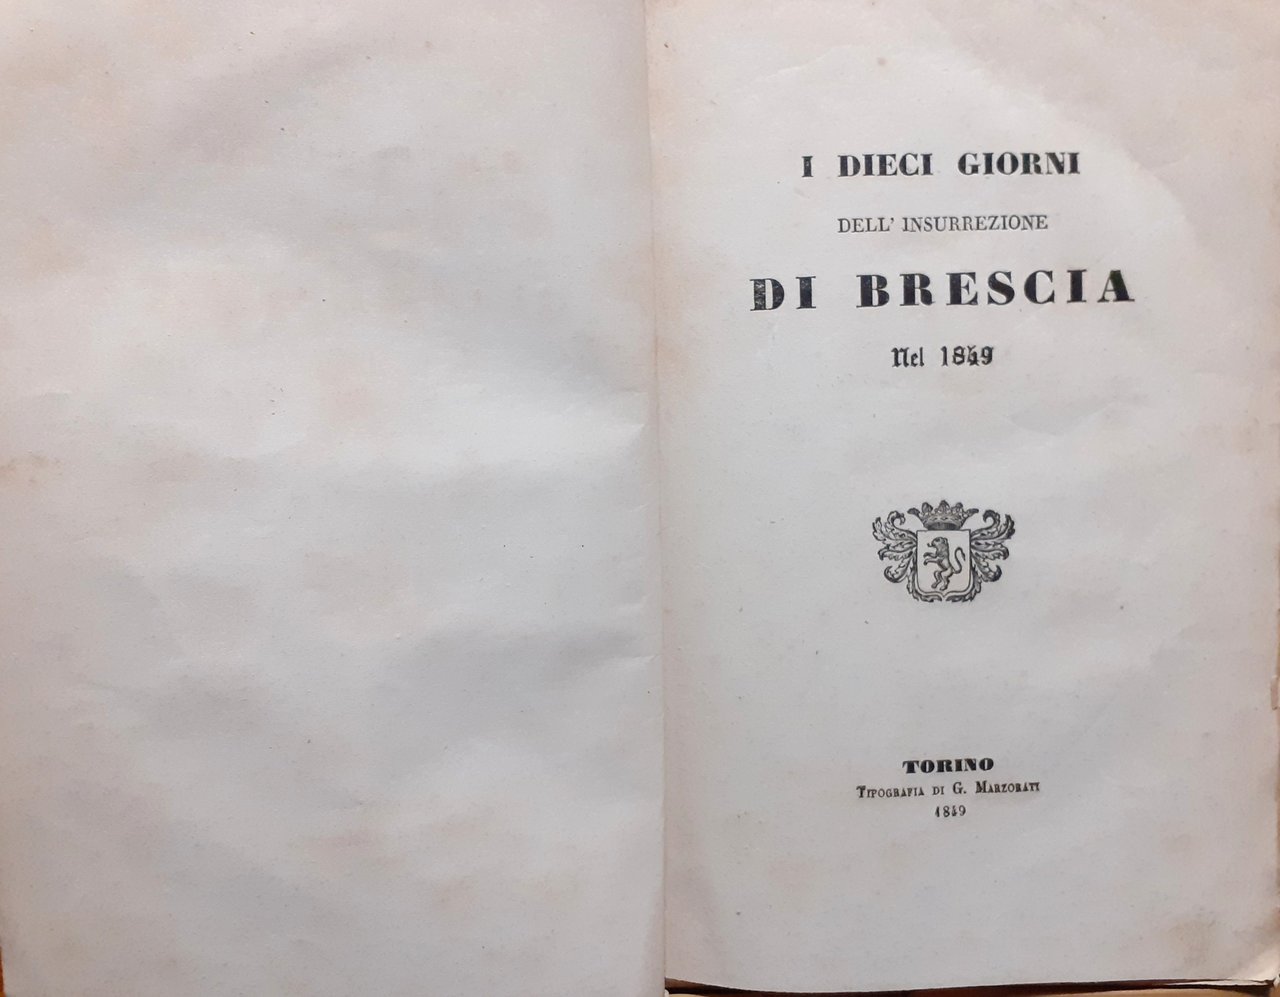 I DIECI GIORNI
DELL' INSURREZIONE
DI BRESCIA
Nel 1849
TORINO
TIPOGRAFIA DI G. MARZORATI
1849